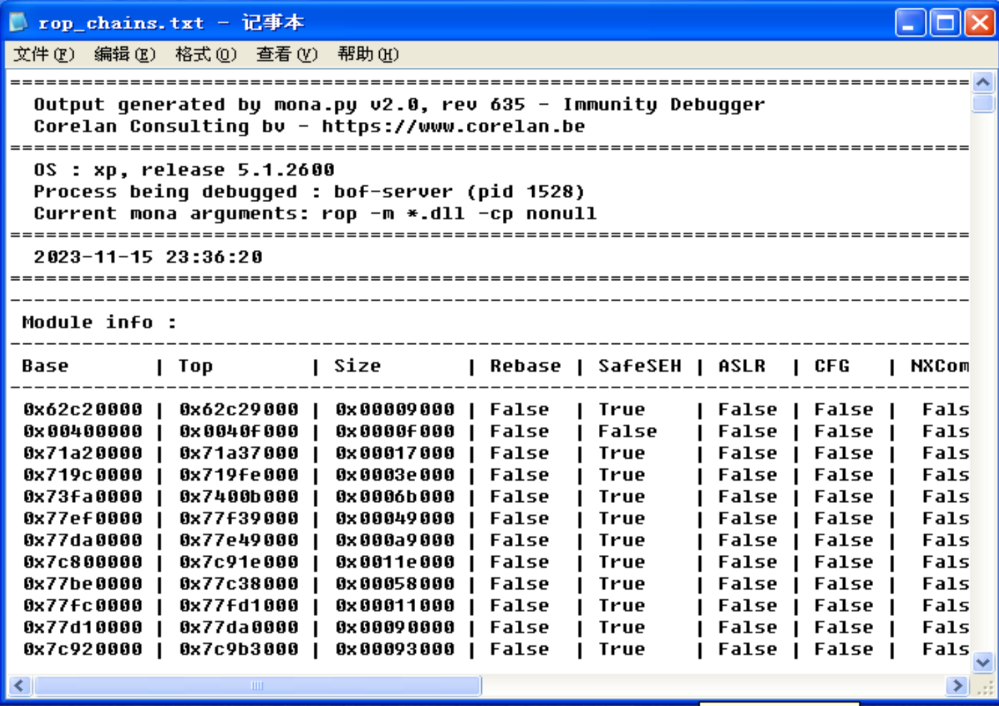 rop_chains.txt - 记事本
文件(F) 编辑(E) 格式(O) 查看(V) 帮助(H)
================================================================================
Output generated by mona.py v2.0, rev 635 - Immunity Debugger
Corelan Consulting bv - https://www.corelan.be
================================================================================
OS : xp, release 5.1.2600
Process being debugged : bof-server (pid 1528)
Current mona arguments: rop -m *.dll -cp nonull
================================================================================
2023-11-15 23:36:20
================================================================================
--------------------------------------------------------------------------------
Module info :
--------------------------------------------------------------------------------
Base | Top | Size | Rebase | SafeSEH | ASLR | CFG | NXCom
--------------------------------------------------------------------------------
0x62c20000 | 0x62c29000 | 0x00009000 | False | True | False | False | Fals
0x00400000 | 0x0040f000 | 0x0000f000 | False | False | False | False | Fals
0x71a20000 | 0x71a37000 | 0x00017000 | False | True | False | False | Fals
0x719c0000 | 0x719fe000 | 0x0003e000 | False | True | False | False | Fals
0x73fa0000 | 0x7400b000 | 0x0006b000 | False | True | False | False | Fals
0x77ef0000 | 0x77f39000 | 0x00049000 | False | True | False | False | Fals
0x77da0000 | 0x77e49000 | 0x000a9000 | False | True | False | False | Fals
0x7c800000 | 0x7c91e000 | 0x0011e000 | False | True | False | False | Fals
0x77be0000 | 0x77c38000 | 0x00058000 | False | True | False | False | Fals
0x77fc0000 | 0x77fd1000 | 0x00011000 | False | True | False | False | Fals
0x77d10000 | 0x77da0000 | 0x00090000 | False | True | False | False | Fals
0x7c920000 | 0x7c9b3000 | 0x00093000 | False | True | False | False | Fals